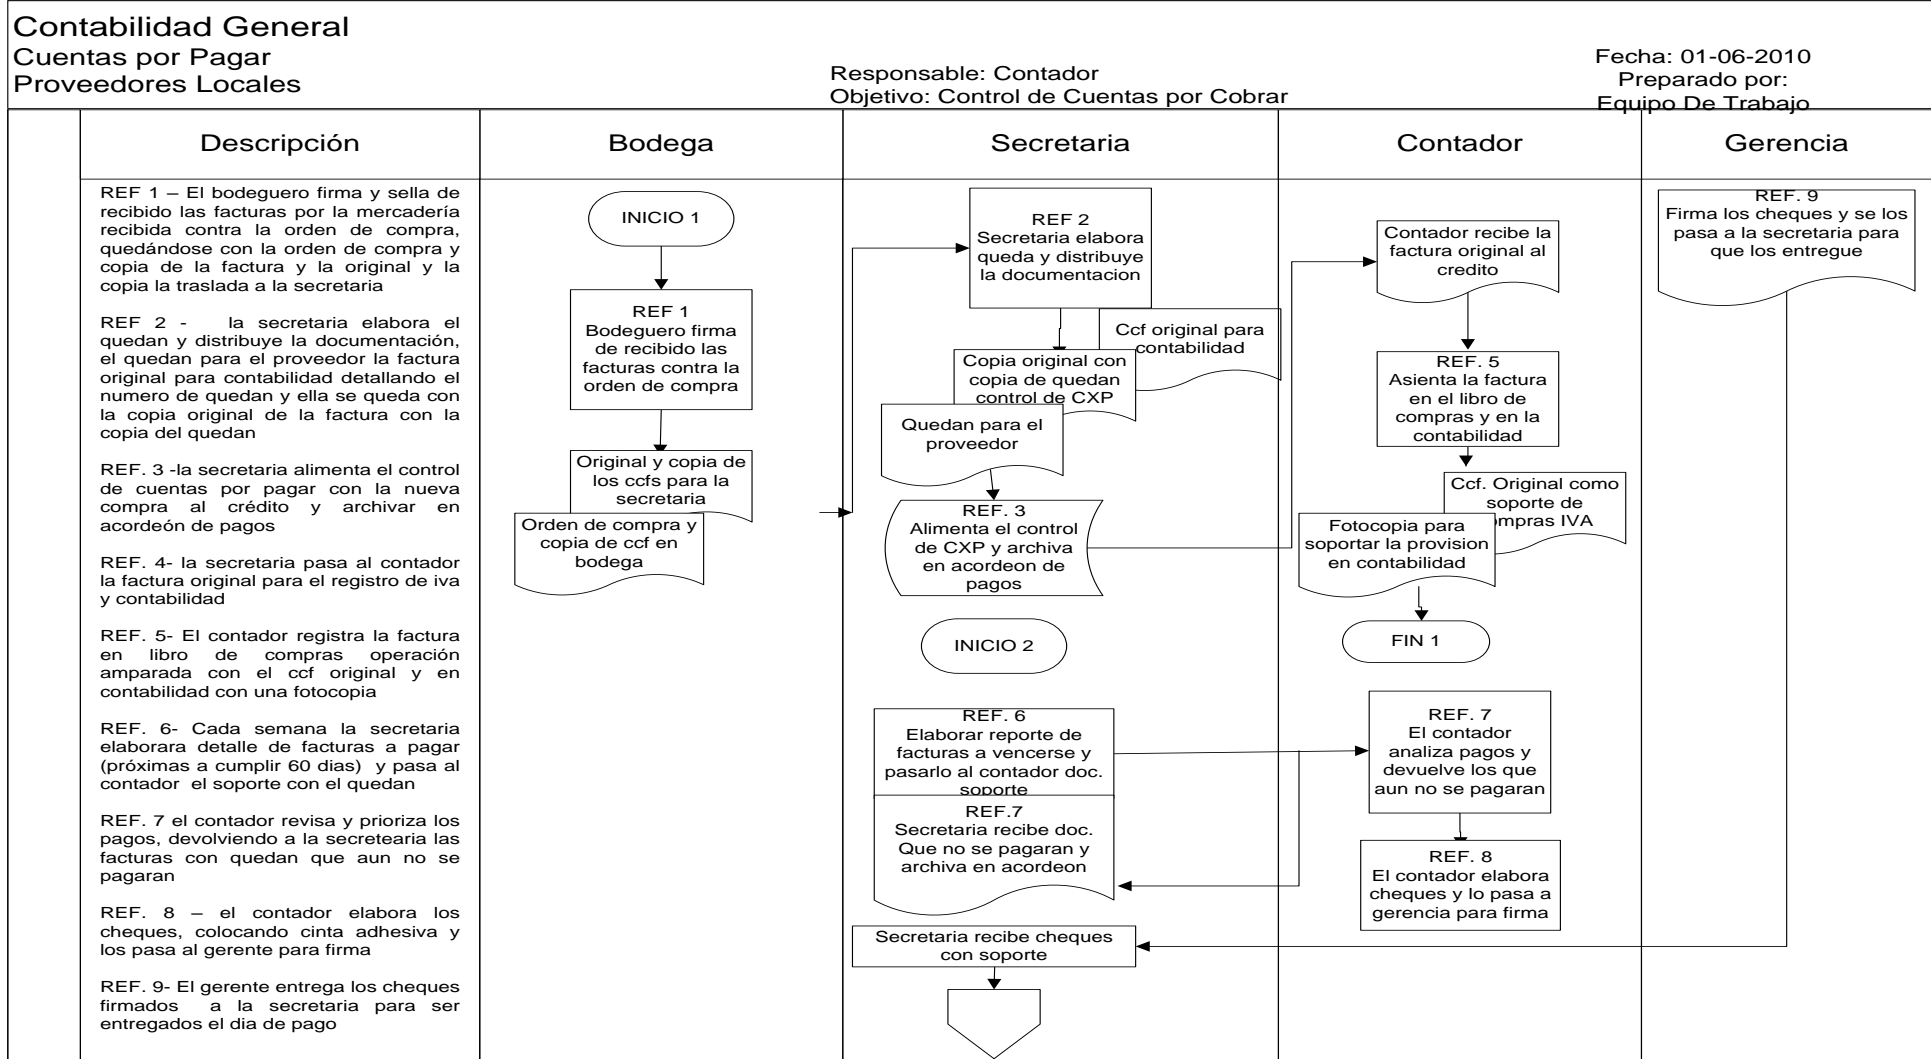 Contabilidad General
Cuentas por Pagar
Proveedores Locales
Responsable: Contador
Objetivo: Control de Cuentas por Cobrar
Fecha: 01-06-2010
Preparado por:
Equipo De Trabajo
Descripción
Bodega
Secretaria
Contador
Gerencia
REF 1 – El bodeguero firma y sella de
recibido las facturas por la mercadería
recibida contra la orden de compra,
quedándose con la orden de compra y
copia de la factura y la original y la
copia la traslada a la secretaria
REF 2 - la secretaria elabora el
quedan y distribuye la documentación,
el quedan para el proveedor la factura
original para contabilidad detallando el
numero de quedan y ella se queda con
la copia original de la factura con la
copia del quedan
REF. 3 -la secretaria alimenta el control
de cuentas por pagar con la nueva
compra al crédito y archivar en
acordeón de pagos
REF. 4- la secretaria pasa al contador
la factura original para el registro de iva
y contabilidad
REF. 5- El contador registra la factura
en libro de compras operación
amparada con el ccf original y en
contabilidad con una fotocopia
REF. 6- Cada semana la secretaria
elaborara detalle de facturas a pagar
(próximas a cumplir 60 dias) y pasa al
contador el soporte con el quedan
REF. 7 el contador revisa y prioriza los
pagos, devolviendo a la secretearia las
facturas con quedan que aun no se
pagaran
REF. 8 – el contador elabora los
cheques, colocando cinta adhesiva y
los pasa al gerente para firma
REF. 9- El gerente entrega los cheques
firmados a la secretaria para ser
entregados el dia de pago
INICIO 1
REF 1
Bodeguero firma
de recibido las
facturas contra la
orden de compra
Original y copia de
los ccfs para la
secretaria
Orden de compra y
copia de ccf en
bodega
REF 2
Secretaria elabora
queda y distribuye
la documentacion
Ccf original para
contabilidad
Copia original con
copia de quedan
control de CXP
Quedan para el
proveedor
REF. 3
Alimenta el control
de CXP y archiva
en acordeon de
pagos
INICIO 2
REF. 6
Elaborar reporte de
facturas a vencerse y
pasarlo al contador doc.
soporte
REF.7
Secretaria recibe doc.
Que no se pagaran y
archiva en acordeon
Secretaria recibe cheques
con soporte
Contador recibe la
factura original al
credito
REF. 5
Asienta la factura
en el libro de
compras y en la
contabilidad
Ccf. Original como
soporte de
ompras IVA
Fotocopia para
soportar la provision
en contabilidad
FIN 1
REF. 7
El contador
analiza pagos y
devuelve los que
aun no se pagaran
REF. 8
El contador elabora
cheques y lo pasa a
gerencia para firma
REF. 9
Firma los cheques y se los
pasa a la secretaria para
que los entregue